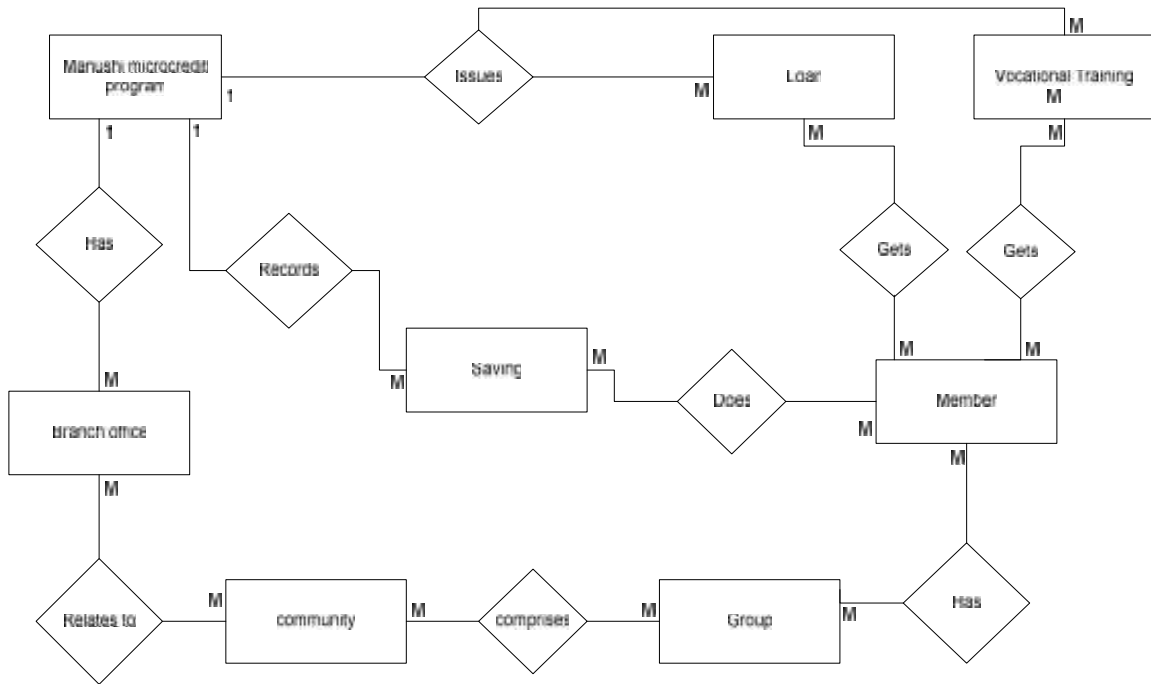 M
Manushi microcredit
program
Issues
Loan
Vocational Training
M
1
M
1
1
M
M
Has
Records
Gets
Gets
M
M
M
Saving
M
M
Does
Member
M
Branch office
M
M
M
Relates to
M
community
M
comprises
M
Group
M
Has